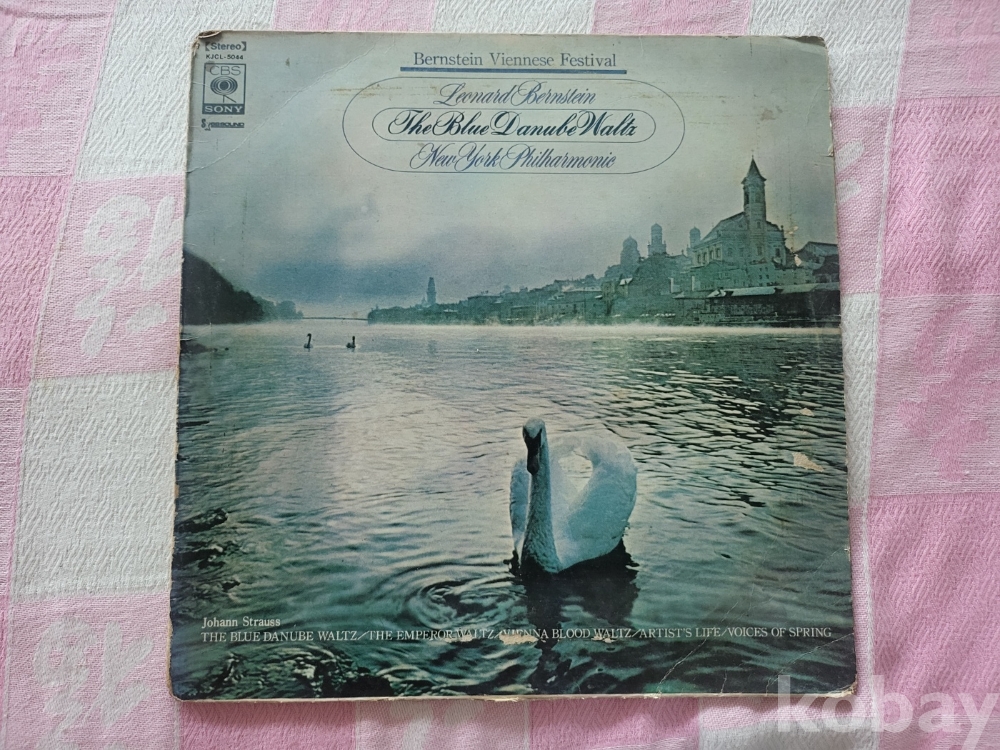 [Stereo]
KJCL-5044
CBS
SONY
Bernstein Viennese Festival
Leonard Bernstein
The Blue Danube Waltz
New York Philharmonic
Johann Strauss
THE BLUE DANUBE WALTZ/THE EMPEROR WALTZ/VIENNA BLOOD WALTZ/ARTIST'S LIFE/VOICES OF SPRING
kobay